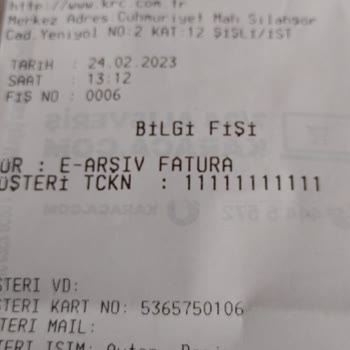 http://www.krc.com.tr
Merkez Adres:Cuhmuriyet Mah Silahşor
Cad.Yeniyol NO:2 KAT:12 ŞİŞLİ/İST
TARİH : 24.02.2023
SAAT : 13:12
FİŞ NO : 0006
BİLGİ FİŞİ
ÜR : E-ARŞİV FATURA
ÜŞTERİ TCKN : 11111111111
ŞTERİ VD:
ŞTERİ KART NO: 5365750106
TERİ MAIL: